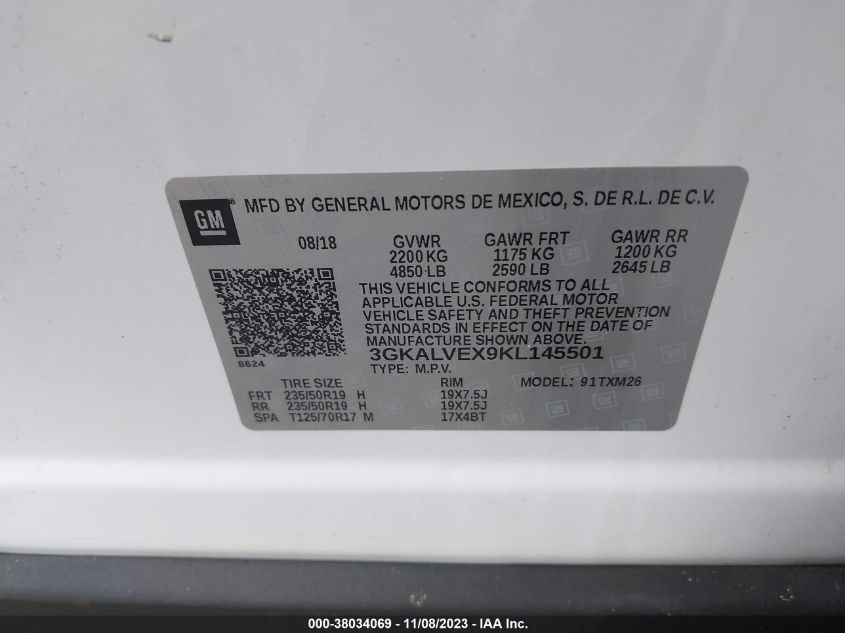 GM
MFD BY GENERAL MOTORS DE MEXICO, S. DE R.L. DE C.V.
08/18 GVWR GAWR FRT GAWR RR
2200 KG 1175 KG 1200 KG
4850 LB 2590 LB 2645 LB
THIS VEHICLE CONFORMS TO ALL
APPLICABLE U.S. FEDERAL MOTOR
VEHICLE SAFETY AND THEFT PREVENTION
STANDARDS IN EFFECT ON THE DATE OF
MANUFACTURE SHOWN ABOVE.
8624
3GKALVEX9KL145501
TYPE: M.P.V. MODEL: 91TXM26
TIRE SIZE RIM
FRT 235/50R19 H 19X7.5J
RR 235/50R19 H 19X7.5J
SPA T125/70R17 M 17X4BT
000-38034069 - 11/08/2023 - IAA Inc.